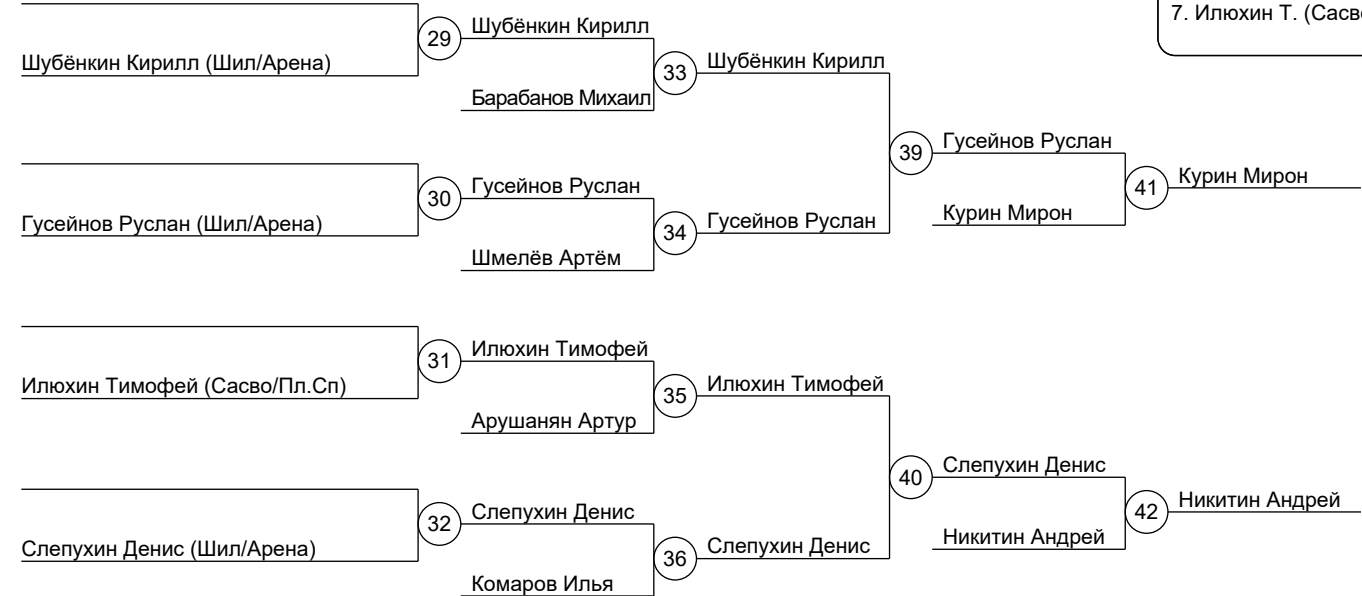 7. Илюхин Т. (Сасв
29
Шубёнкин Кирилл
Шубёнкин Кирилл (Шил/Арена)
33
Шубёнкин Кирилл
Барабанов Михаил
39
Гусейнов Руслан
30
Гусейнов Руслан
41
Курин Мирон
Гусейнов Руслан (Шил/Арена)
34
Гусейнов Руслан
Курин Мирон
Шмелёв Артём
31
Илюхин Тимофей
Илюхин Тимофей (Сасво/Пл.Сп)
35
Илюхин Тимофей
Арушанян Артур
40
Слепухин Денис
32
Слепухин Денис
42
Никитин Андрей
Слепухин Денис (Шил/Арена)
36
Слепухин Денис
Никитин Андрей
Комаров Илья